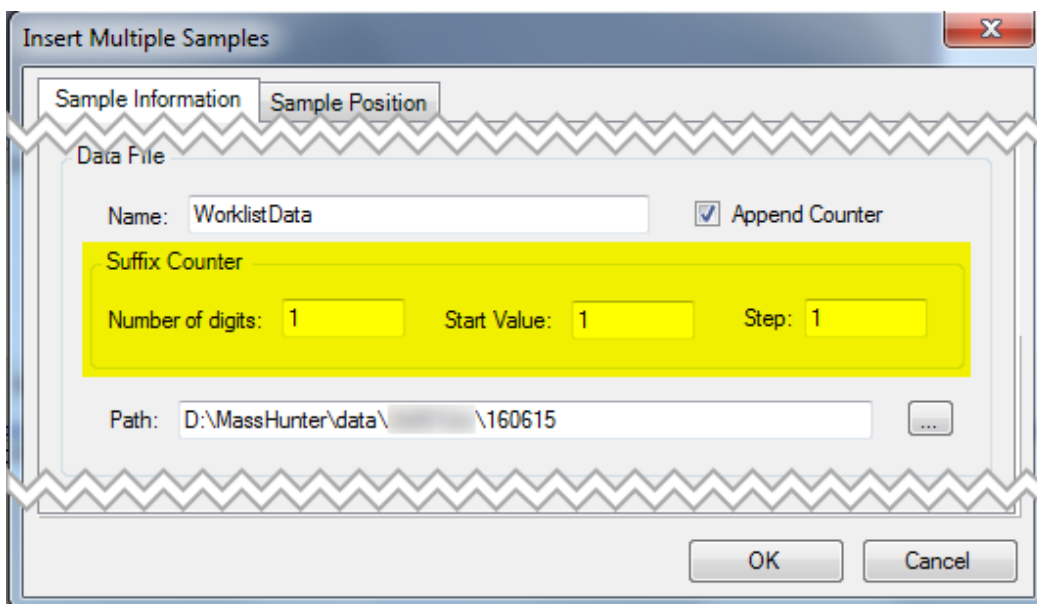 Insert Multiple Samples
Sample Information Sample Position
Data File
Name: WorklistData Append Counter
Suffix Counter
Number of digits: 1 Start Value: 1 Step: 1
Path: D:\MassHunter\data\ \160615 ...
OK Cancel